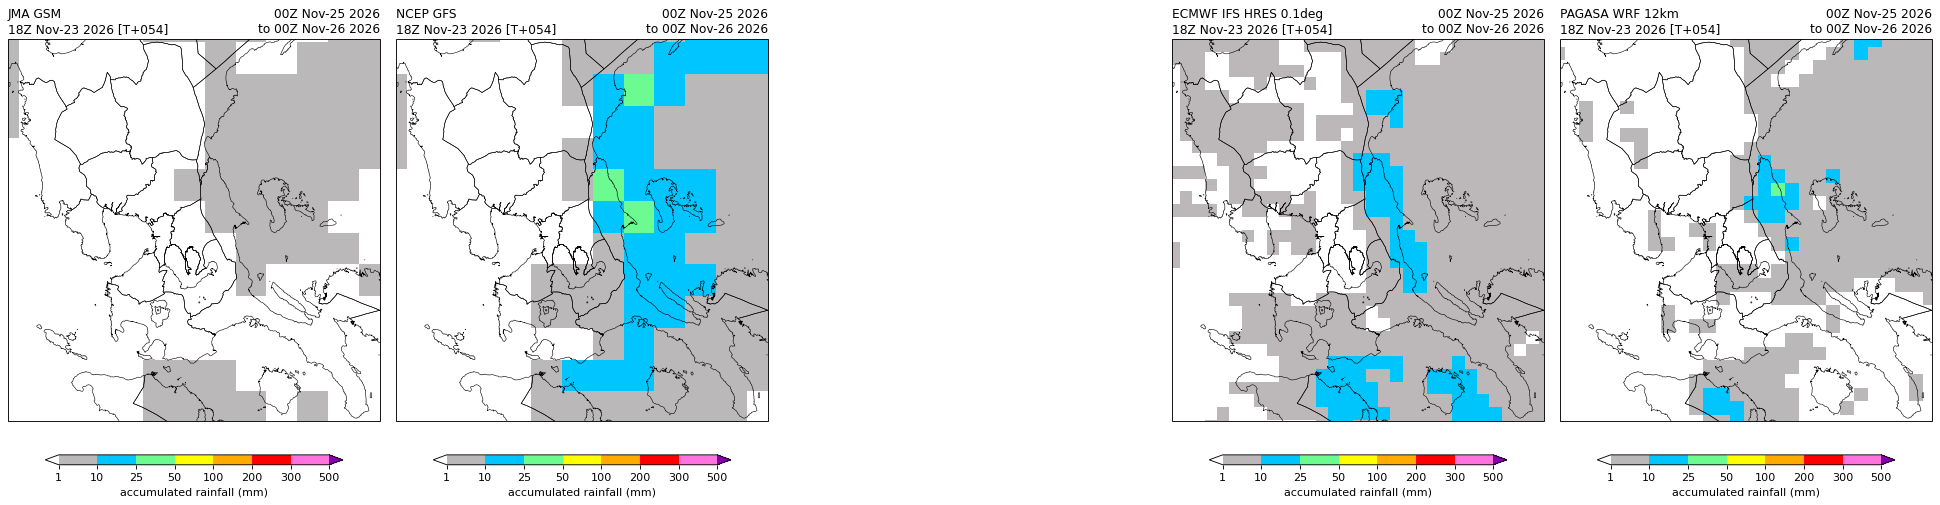 JMA GSM 00Z Nov-25 2026
18Z Nov-23 2026 [T+054] to 00Z Nov-26 2026
1 10 25 50 100 200 300 500
accumulated rainfall (mm)
NCEP GFS 00Z Nov-25 2026
18Z Nov-23 2026 [T+054] to 00Z Nov-26 2026
1 10 25 50 100 200 300 500
accumulated rainfall (mm)
ECMWF IFS HRES 0.1deg 00Z Nov-25 2026
18Z Nov-23 2026 [T+054] to 00Z Nov-26 2026
1 10 25 50 100 200 300 500
accumulated rainfall (mm)
PAGASA WRF 12km 00Z Nov-25 2026
18Z Nov-23 2026 [T+054] to 00Z Nov-26 2026
1 10 25 50 100 200 300 500
accumulated rainfall (mm)